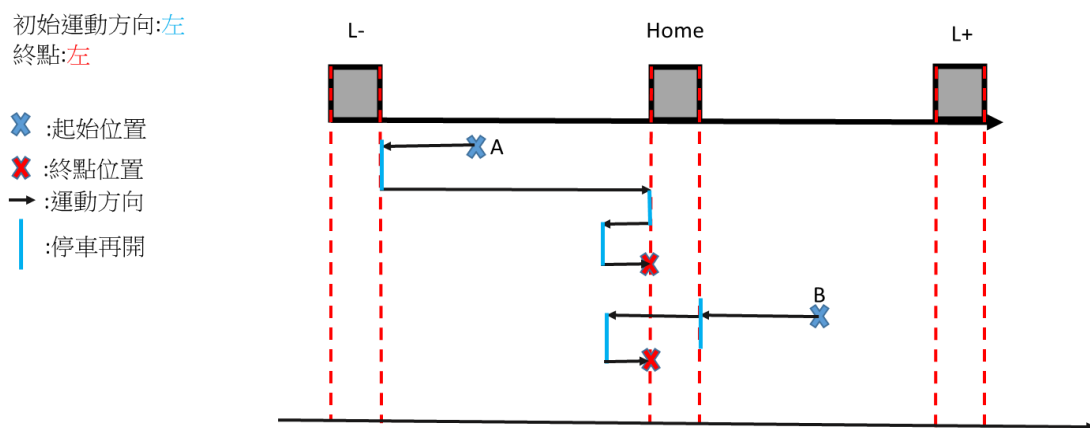 初始運動方向:左
終點:左
L-
Home
L+
:起始位置
:終點位置
:運動方向
:停車再開
A
B